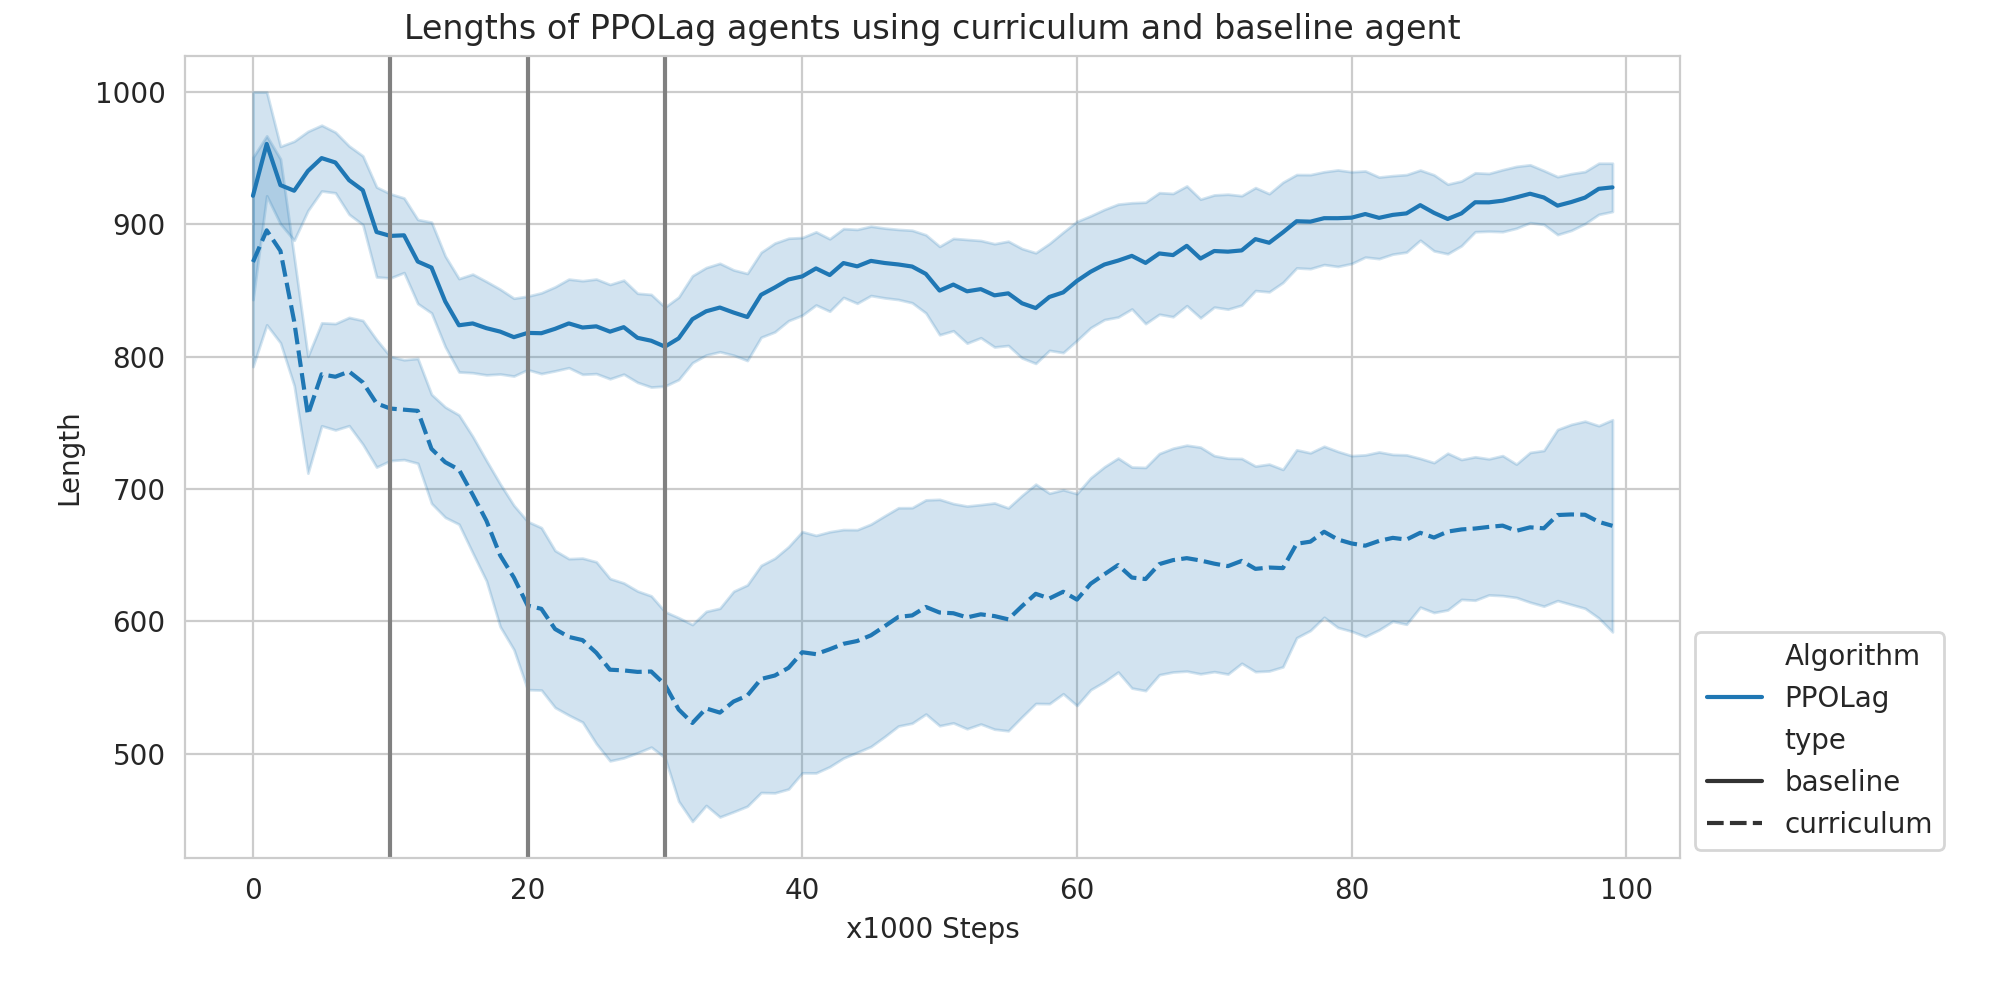 Lengths of PPOLag agents using curriculum and baseline agent
1000
900
800
700
600
500
Length
0 20 40 60 80 100
x1000 Steps
Algorithm
PPOLag
type
baseline
curriculum